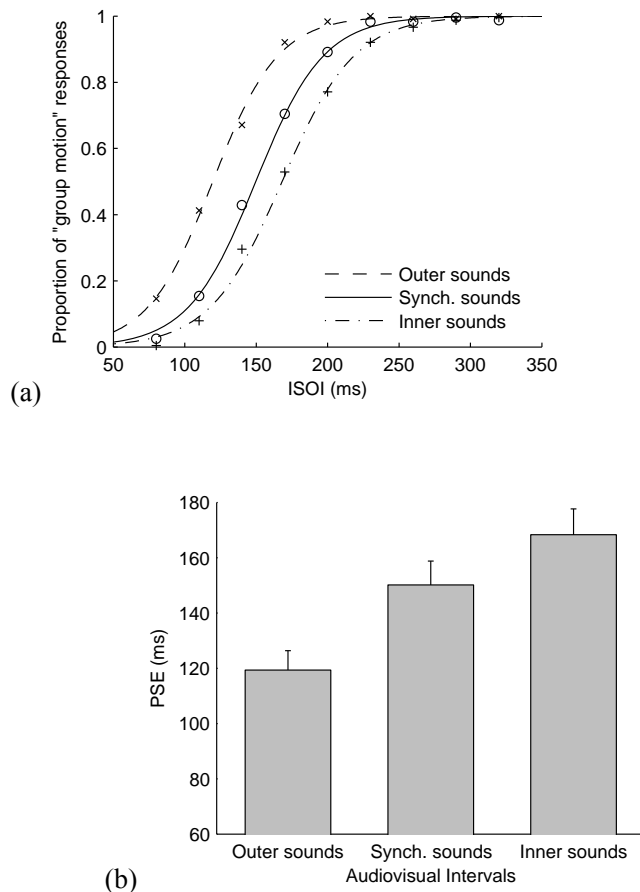 1
0.8
0.6
0.4
0.2
0
Proportion of "group motion" responses
50 100 150 200 250 300 350
ISOI (ms)
Outer sounds
Synch. sounds
Inner sounds
(a)
180
160
140
120
100
80
60
PSE (ms)
Outer sounds Synch. sounds Inner sounds
Audiovisual Intervals
(b)